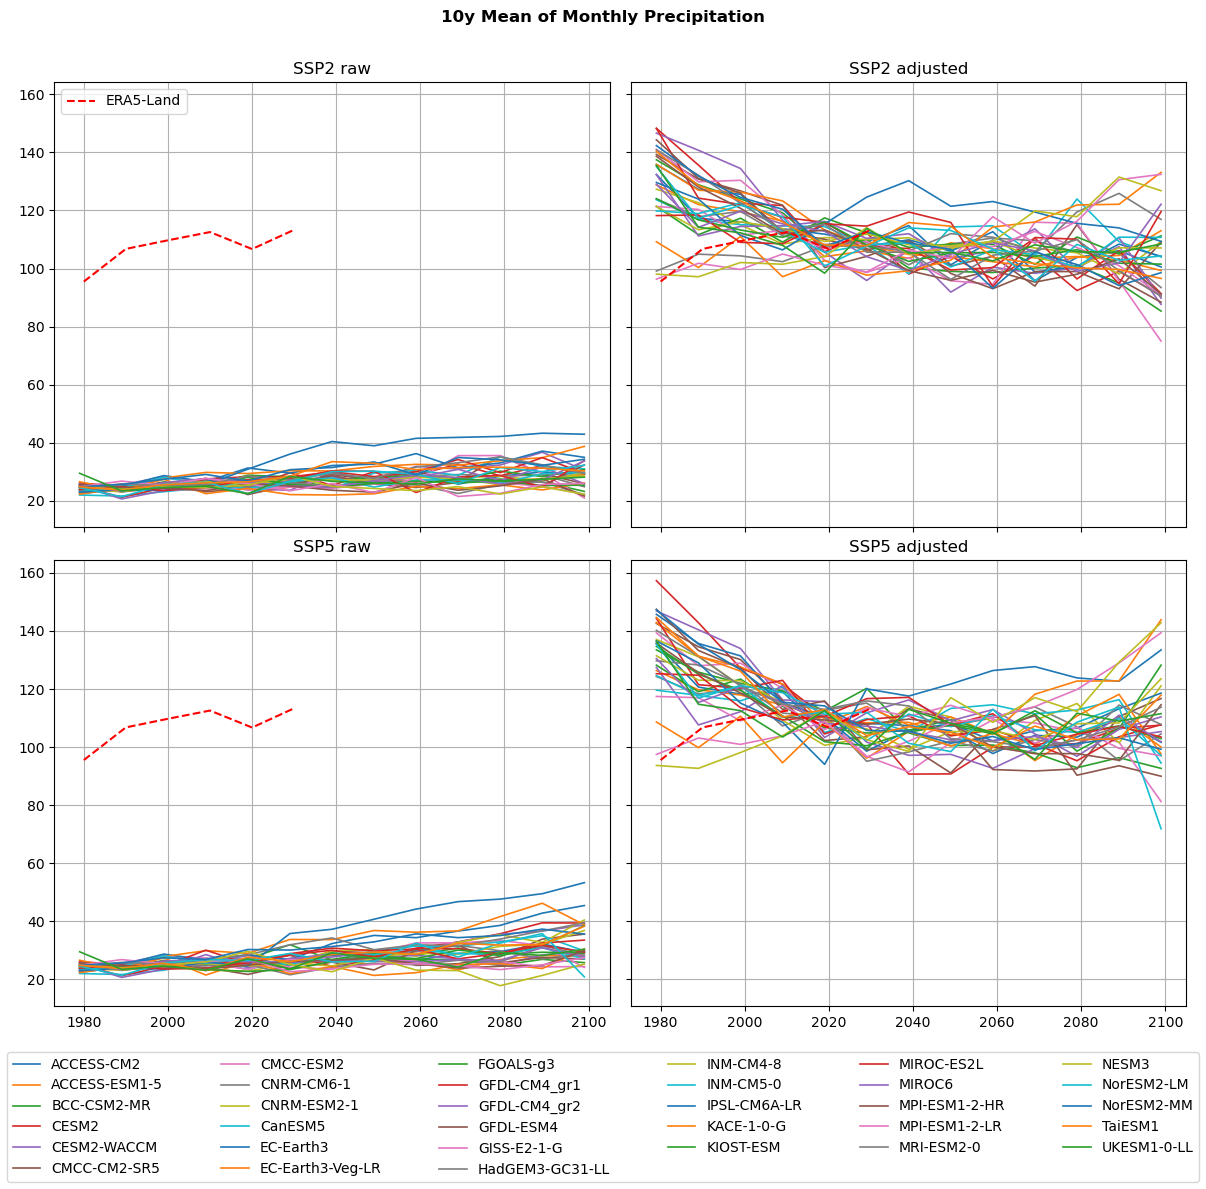 10y Mean of Monthly Precipitation
SSP2 raw
SSP2 adjusted
160
140
120
100
80
60
40
20
ERA5-Land
SSP5 raw
SSP5 adjusted
160
140
120
100
80
60
40
20
1980 2000 2020 2040 2060 2080 2100
1980 2000 2020 2040 2060 2080 2100
ACCESS-CM2
ACCESS-ESM1-5
BCC-CSM2-MR
CESM2
CESM2-WACCM
CMCC-CM2-SR5
CMCC-ESM2
CNRM-CM6-1
CNRM-ESM2-1
CanESM5
EC-Earth3
EC-Earth3-Veg-LR
FGOALS-g3
GFDL-CM4_gr1
GFDL-CM4_gr2
GFDL-ESM4
GISS-E2-1-G
HadGEM3-GC31-LL
INM-CM4-8
INM-CM5-0
IPSL-CM6A-LR
KACE-1-0-G
KIOST-ESM
MIROC-ES2L
MIROC6
MPI-ESM1-2-HR
MPI-ESM1-2-LR
MRI-ESM2-0
NESM3
NorESM2-LM
NorESM2-MM
TaiESM1
UKESM1-0-LL